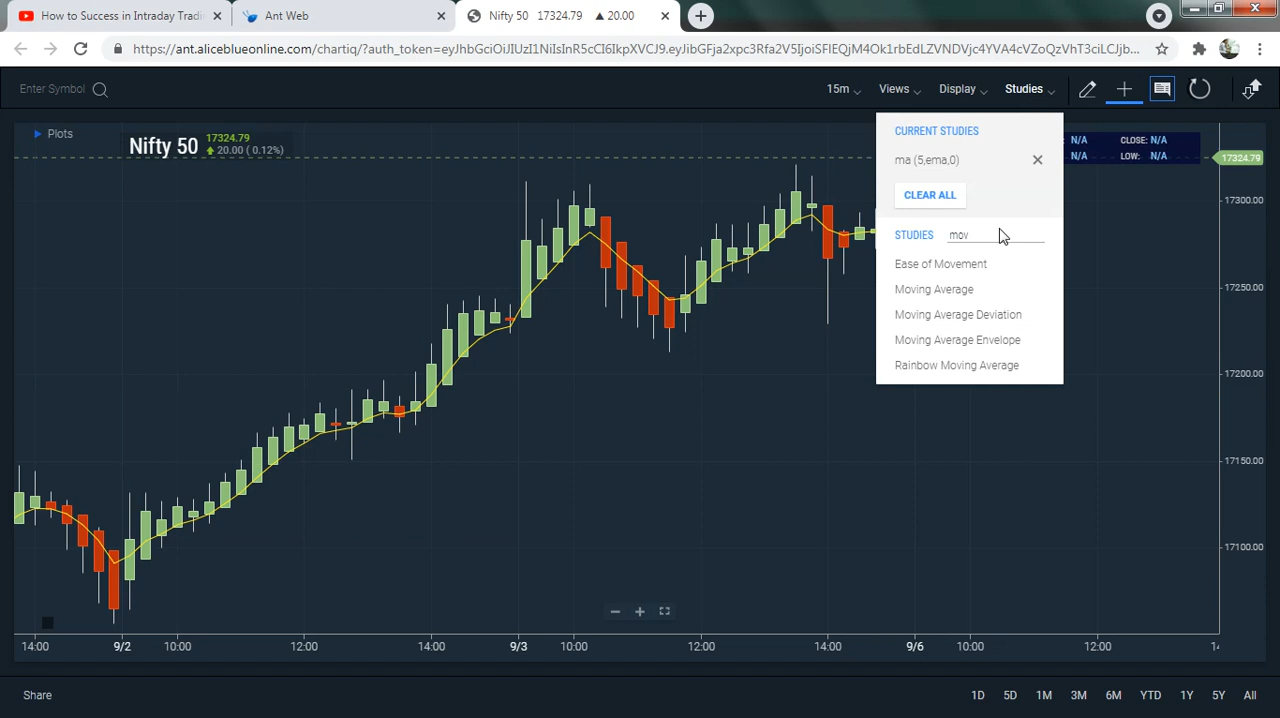 How to Success in Intraday Tradi
Ant Web
Nifty 50 17324.79 ▲ 20.00
https://ant.aliceblueonline.com/chartiq/?auth_token=
Enter Symbol
15m
Views
Display
Studies
Plots
Nifty 50
17324.79
20.00 ( 0.12%)
CURRENT STUDIES
ma (5,ema,0)
CLEAR ALL
STUDIES mov
Ease of Movement
Moving Average
Moving Average Deviation
Moving Average Envelope
Rainbow Moving Average
N/A CLOSE: N/A
N/A LOW: N/A
17324.79
17300.00
17250.00
17200.00
17150.00
17100.00
14:00 9/2 10:00 12:00 14:00 9/3 10:00 12:00 14:00 9/6 10:00 12:00
Share
1D 5D 1M 3M 6M YTD 1Y 5Y All